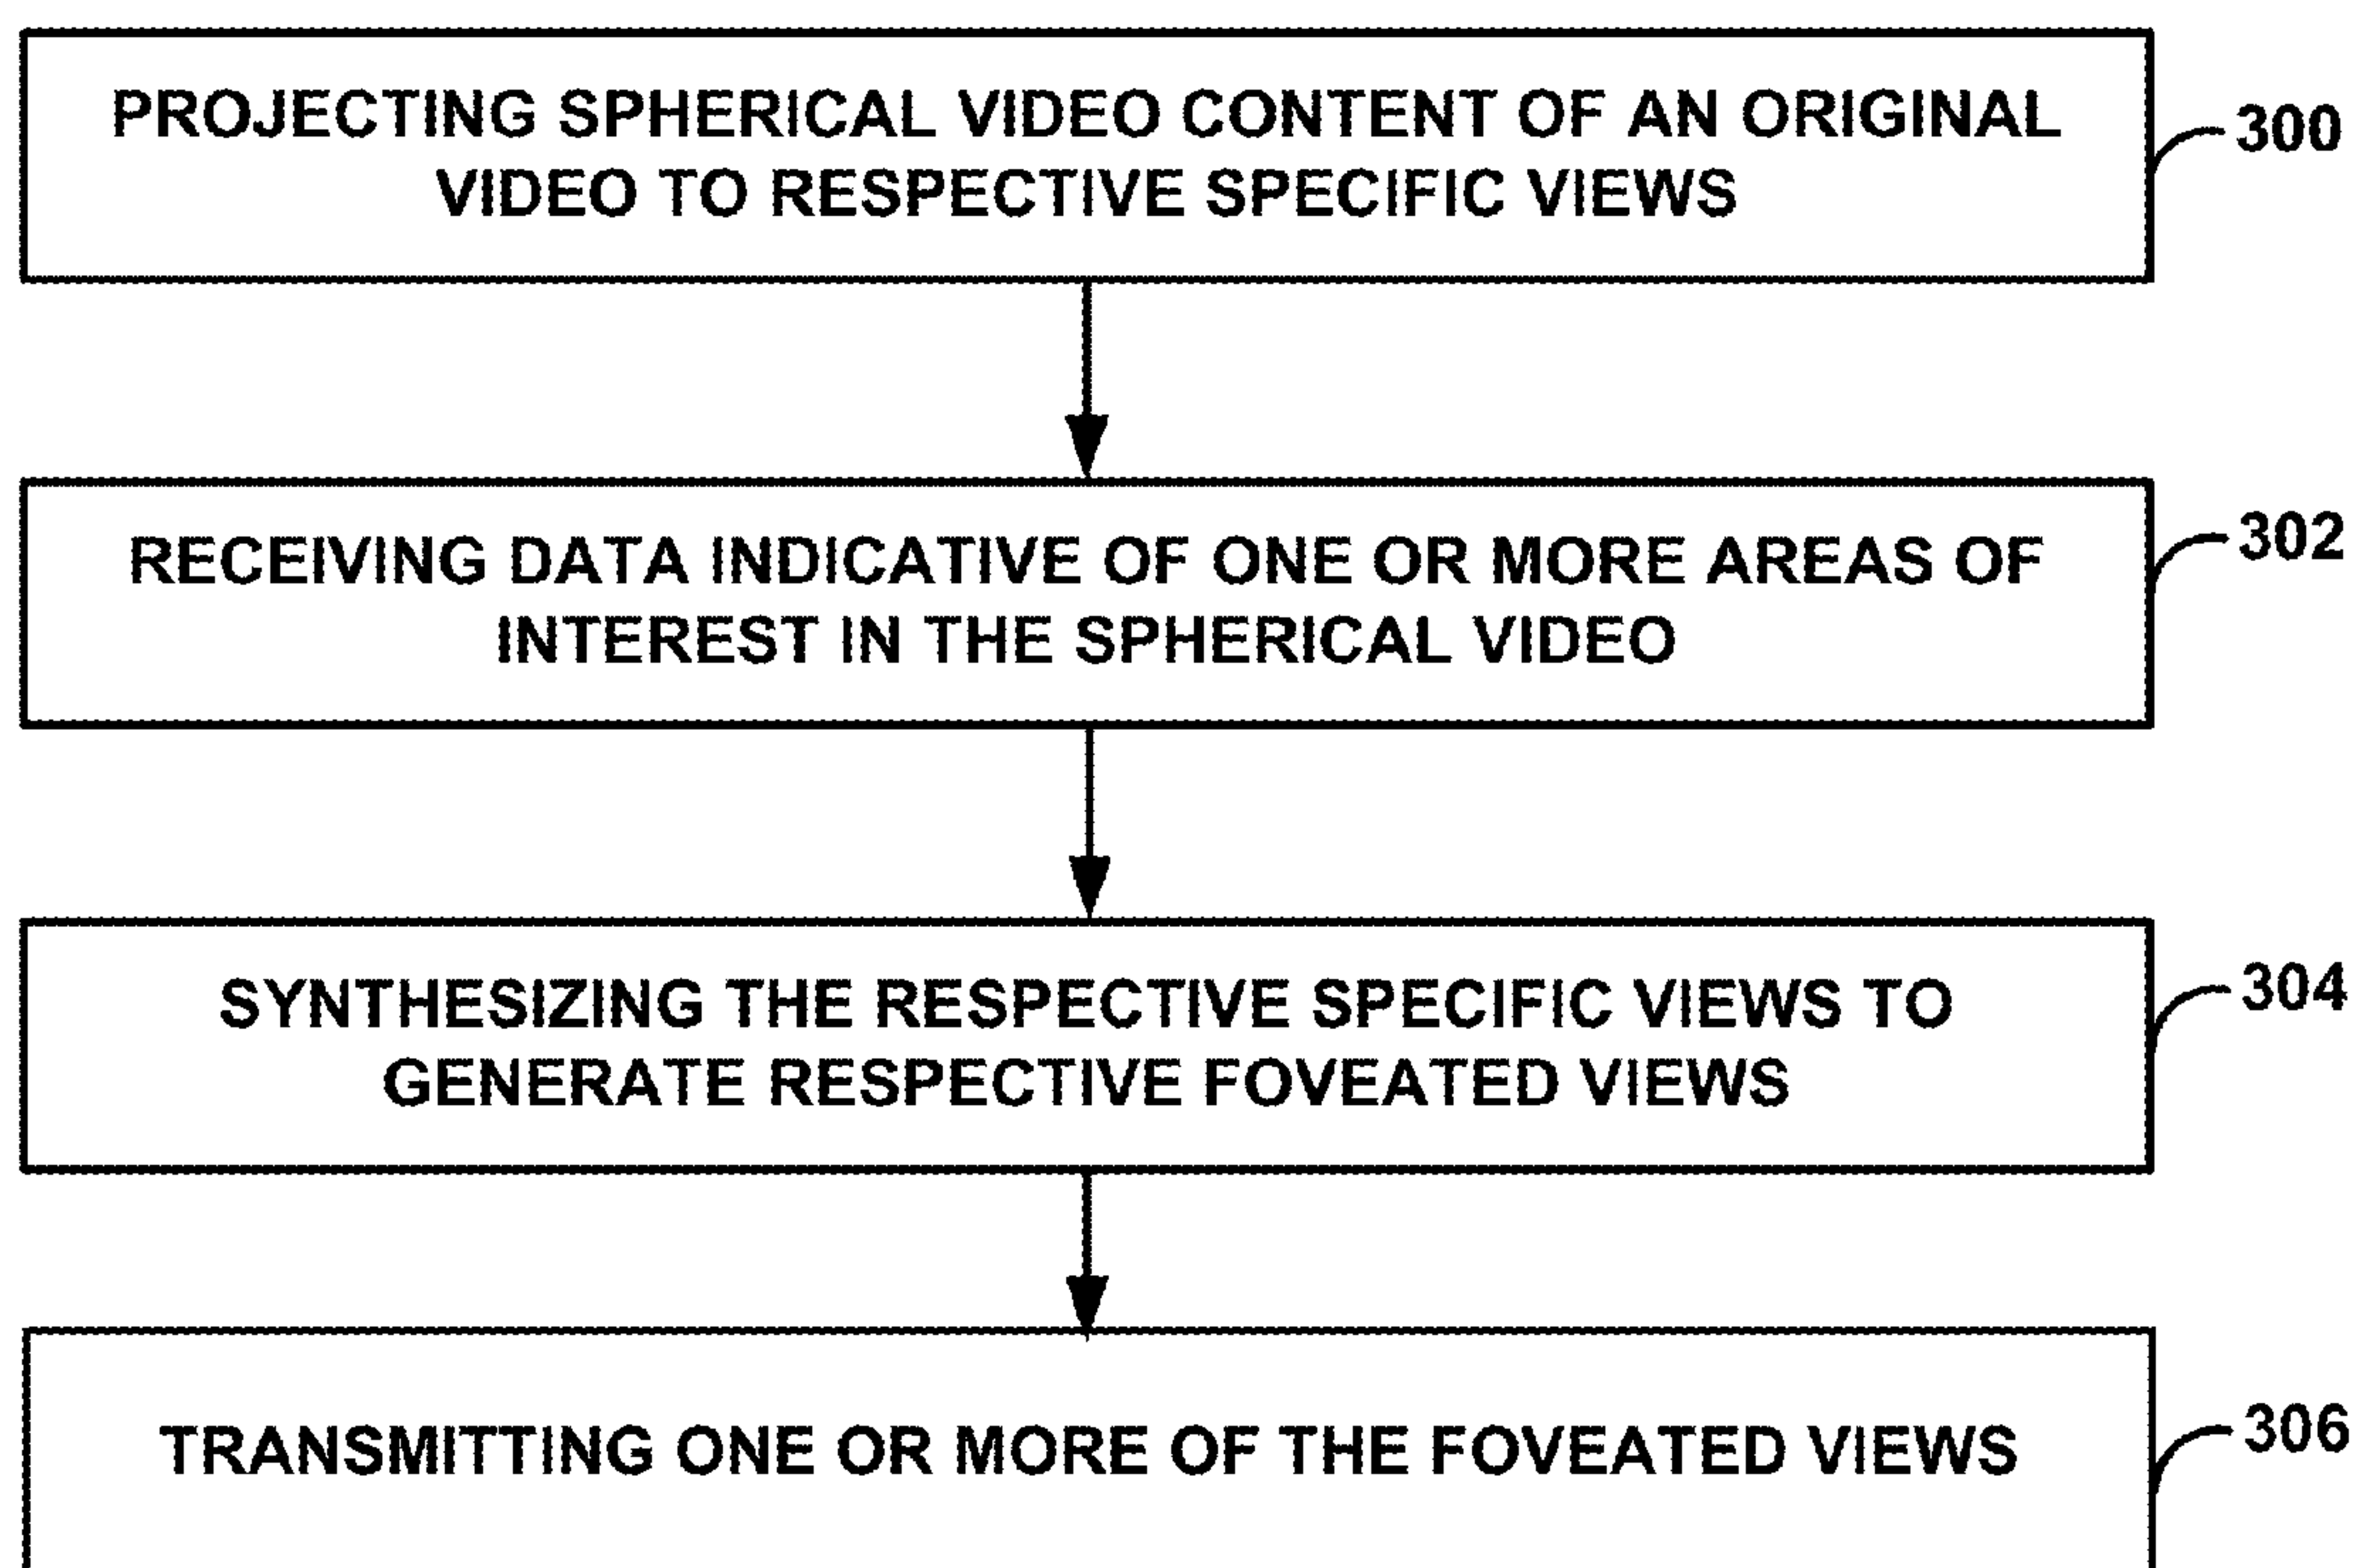 PROJECTING SPHERICAL VIDEO CONTENT OF AN ORIGINAL
VIDEO TO RESPECTIVE SPECIFIC VIEWS
300
RECEIVING DATA INDICATIVE OF ONE OR MORE AREAS OF
INTEREST IN THE SPHERICAL VIDEO
302
SYNTHESIZING THE RESPECTIVE SPECIFIC VIEWS TO
GENERATE RESPECTIVE FOVEATED VIEWS
304
TRANSMITTING ONE OR MORE OF THE FOVEATED VIEWS
306